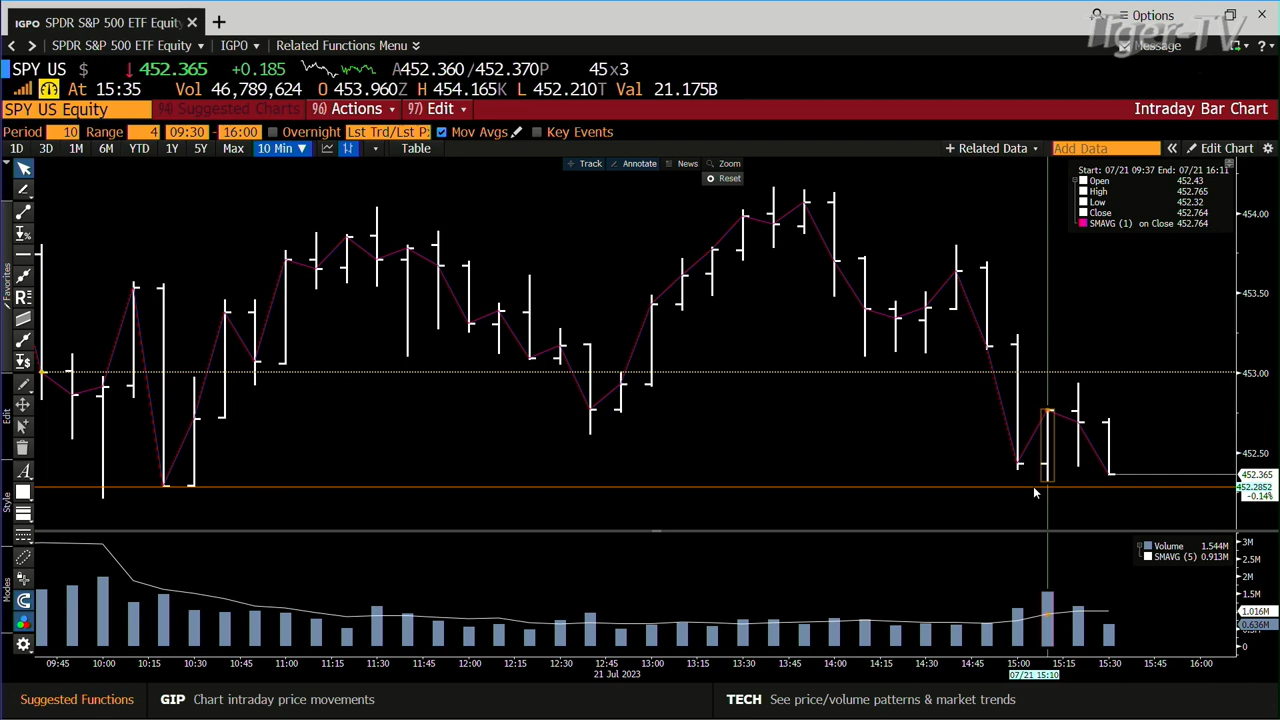 IGPO SPDR S&P 500 ETF Equity × +
Options
Tiger-TV
SPDR S&P 500 ETF Equity IGPO Related Functions Menu Message ?
SPY US $ ↓ 452.365 +0.185 A452.360/452.370P 45x3
At 15:35 Vol 46,789,624 O 453.960Z H 454.165K L 452.210T Val 21.175B
SPY US Equity 94) Suggested Charts 96) Actions 97) Edit Intraday Bar Chart
Period 10 Range 4 09:30 - 16:00 Overnight Lst Trd/Lst P: Mov Avgs Key Events
1D 3D 1M 6M YTD 1Y 5Y Max 10 Min ▼ Table + Related Data Add Data « Edit Chart
Track Annotate News Zoom
Reset
Start: 07/21 09:37 End: 07/21 16:11
Open 452.43
High 452.765
Low 452.32
Close 452.764
SMAVG (1) on Close 452.764
Favorites
Edit
Style
Modes
454.00
453.50
453.00
452.50
452.365
452.2852
-0.14%
Volume 1.544M
SMAVG (5) 0.913M
3M
2.5M
2M
1.5M
1.016M
0.636M
0
09:45 10:00 10:15 10:30 10:45 11:00 11:15 11:30 11:45 12:00 12:15 12:30 12:45 13:00 13:15 13:30 13:45 14:00 14:15 14:30 14:45 15:00 15:15 15:30 15:45 16:00
21 Jul 2023
07/21 15:10
Suggested Functions GIP Chart intraday price movements TECH See price/volume patterns & market trends